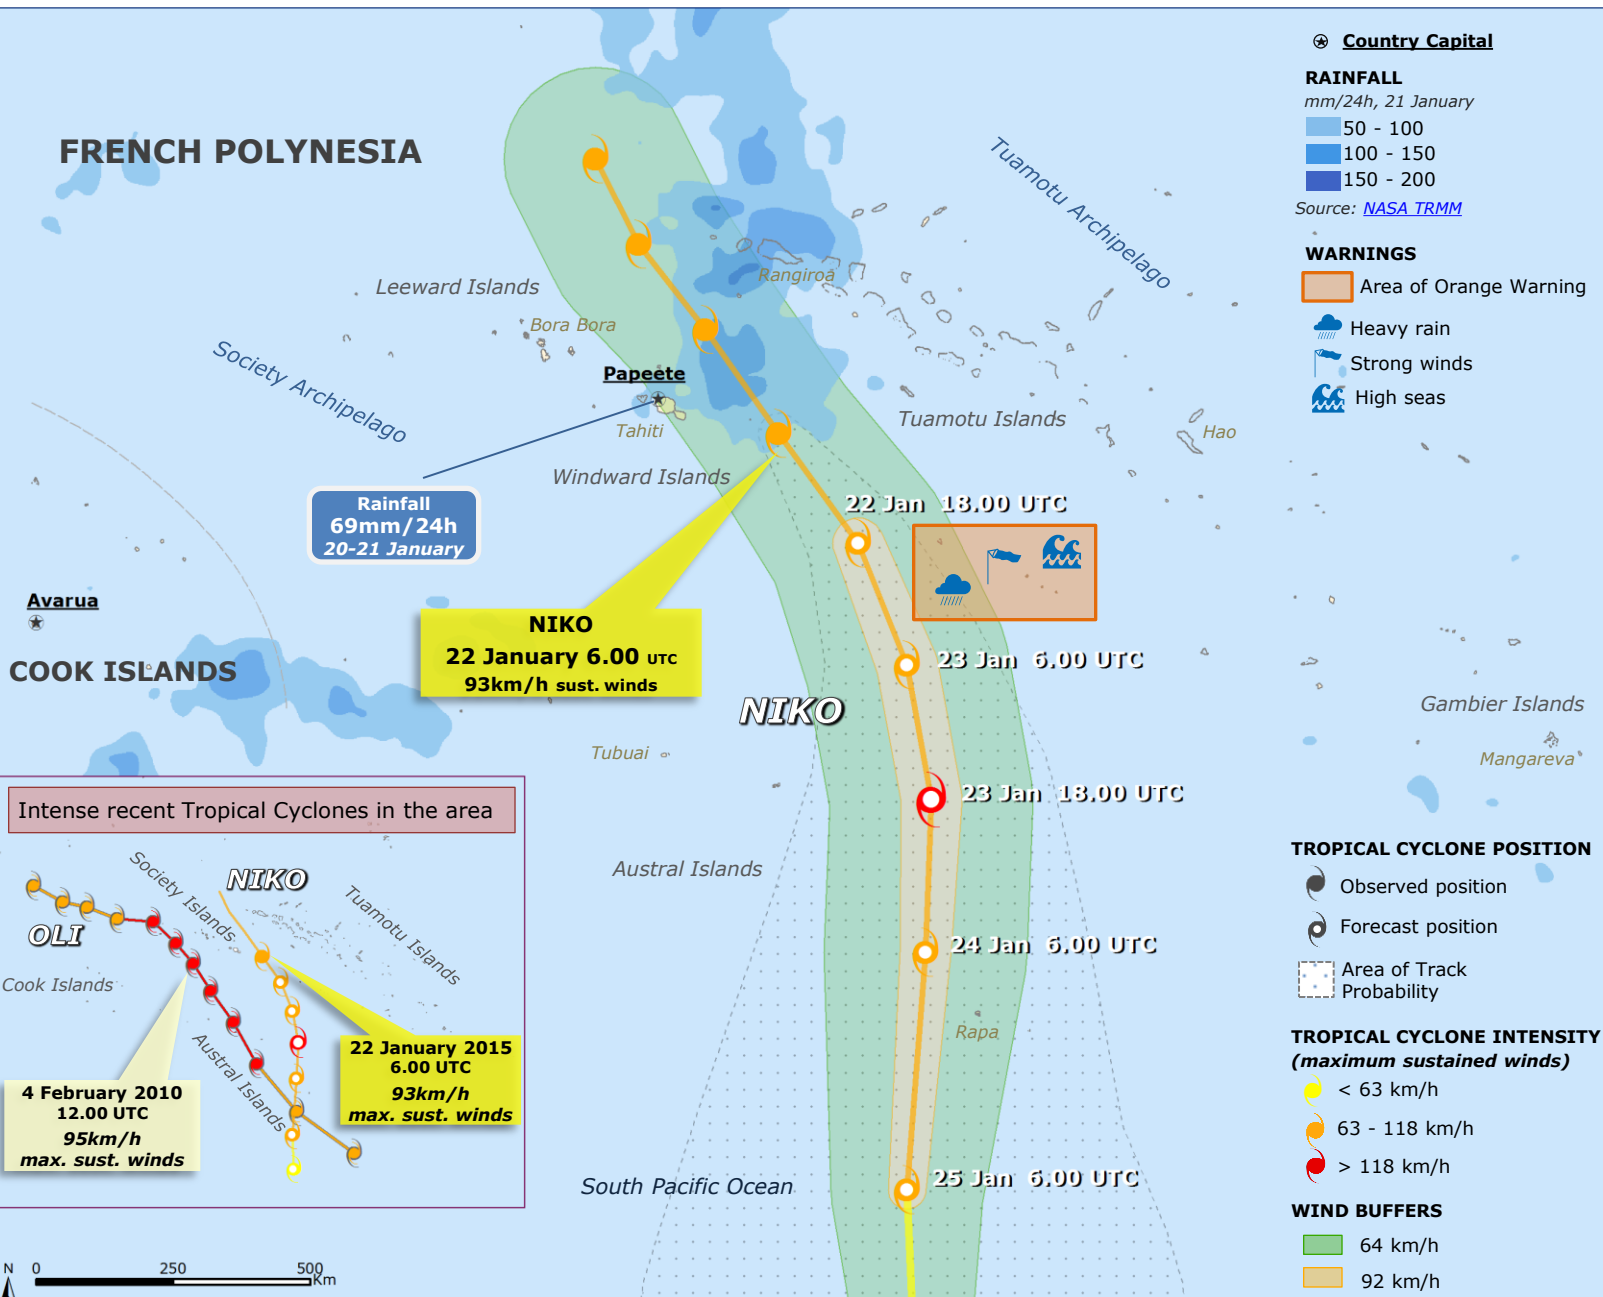 FRENCH POLYNESIA
Tuamotu Archipelago
Leeward Islands
Rangiroa
Bora Bora
Society Archipelago
Papeete
Tahiti
Tuamotu Islands
Hao
Windward Islands
Rainfall
69mm/24h
20-21 January
22 Jan 18.00 UTC
Avarua
COOK ISLANDS
NIKO
22 January 6.00 UTC
93km/h sust. winds
23 Jan 6.00 UTC
NIKO
Gambier Islands
Mangareva
Tubuai
23 Jan 18.00 UTC
Austral Islands
24 Jan 6.00 UTC
Rapa
25 Jan 6.00 UTC
South Pacific Ocean
Intense recent Tropical Cyclones in the area
Society Islands
NIKO
Tuamotu Islands
OLI
Cook Islands
Austral Islands
22 January 2015
6.00 UTC
93km/h
max. sust. winds
4 February 2010
12.00 UTC
95km/h
max. sust. winds
N 0 250 500
Km
Country Capital
RAINFALL
mm/24h, 21 January
50 - 100
100 - 150
150 - 200
Source: NASA TRMM
WARNINGS
Area of Orange Warning
Heavy rain
Strong winds
High seas
TROPICAL CYCLONE POSITION
Observed position
Forecast position
Area of Track
Probability
TROPICAL CYCLONE INTENSITY
(maximum sustained winds)
< 63 km/h
63 - 118 km/h
> 118 km/h
WIND BUFFERS
64 km/h
92 km/h